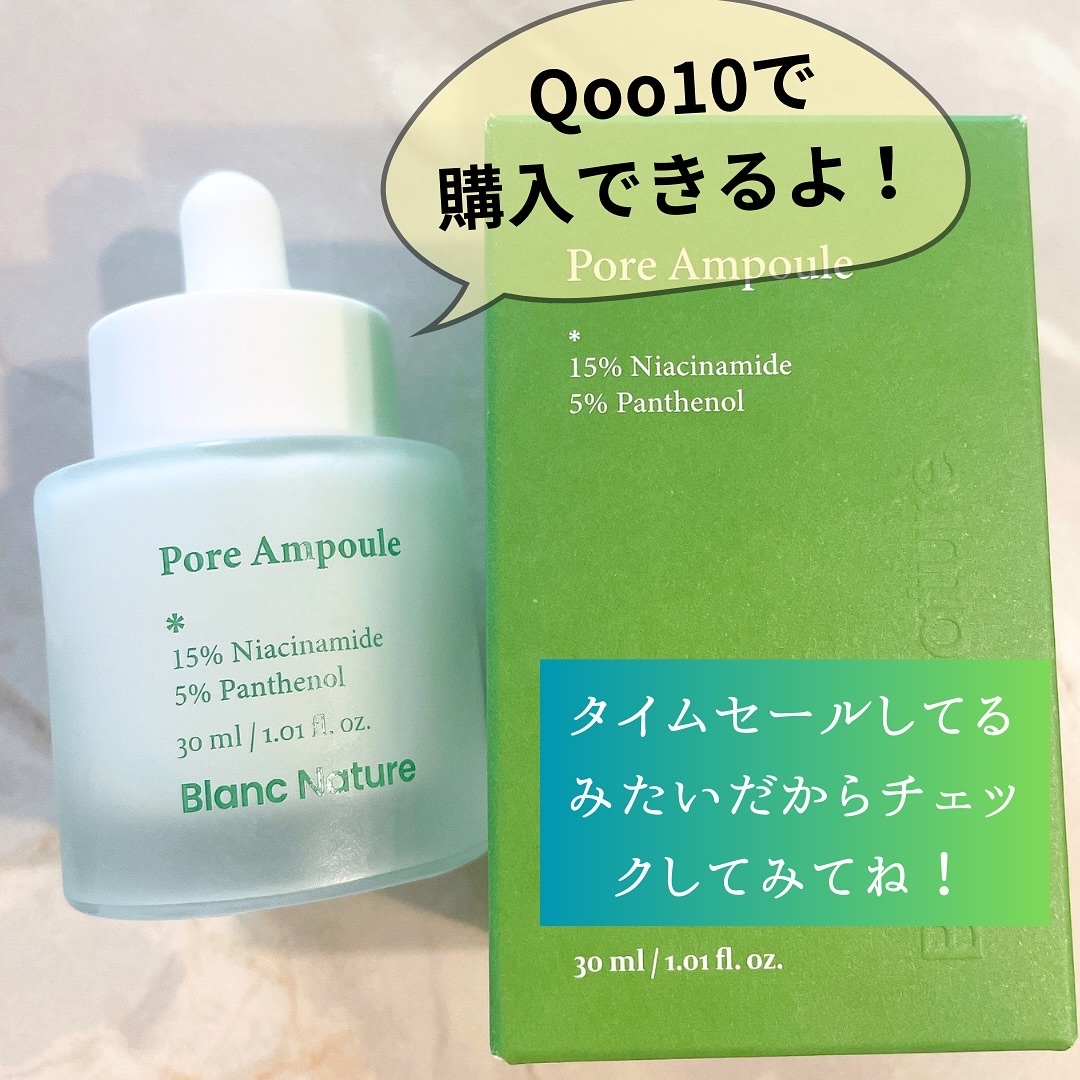 Qoo10で
購入できるよ！
Pore Ampoule
*
15% Niacinamide
5% Panthenol
Pore Ampoule
*
15% Niacinamide
5% Panthenol
30 ml / 1.01 fl. oz.
Blanc Nature
タイムセールしてる
みたいだからチェッ
クしてみてね！
30 ml / 1.01 fl. oz.